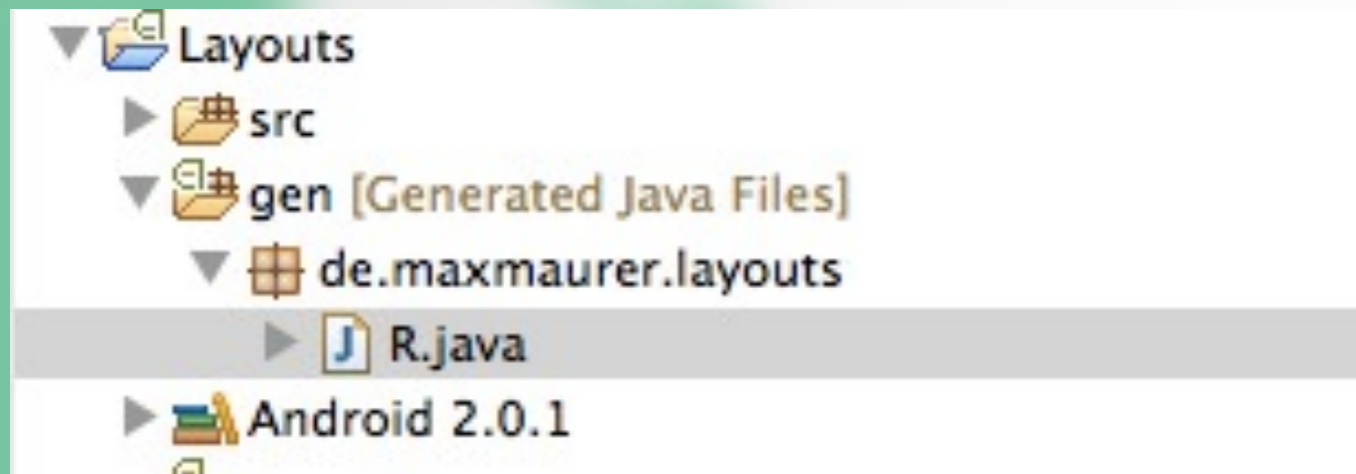 Layouts
src
gen [Generated Java Files]
de.maxmaurer.layouts
R.java
Android 2.0.1